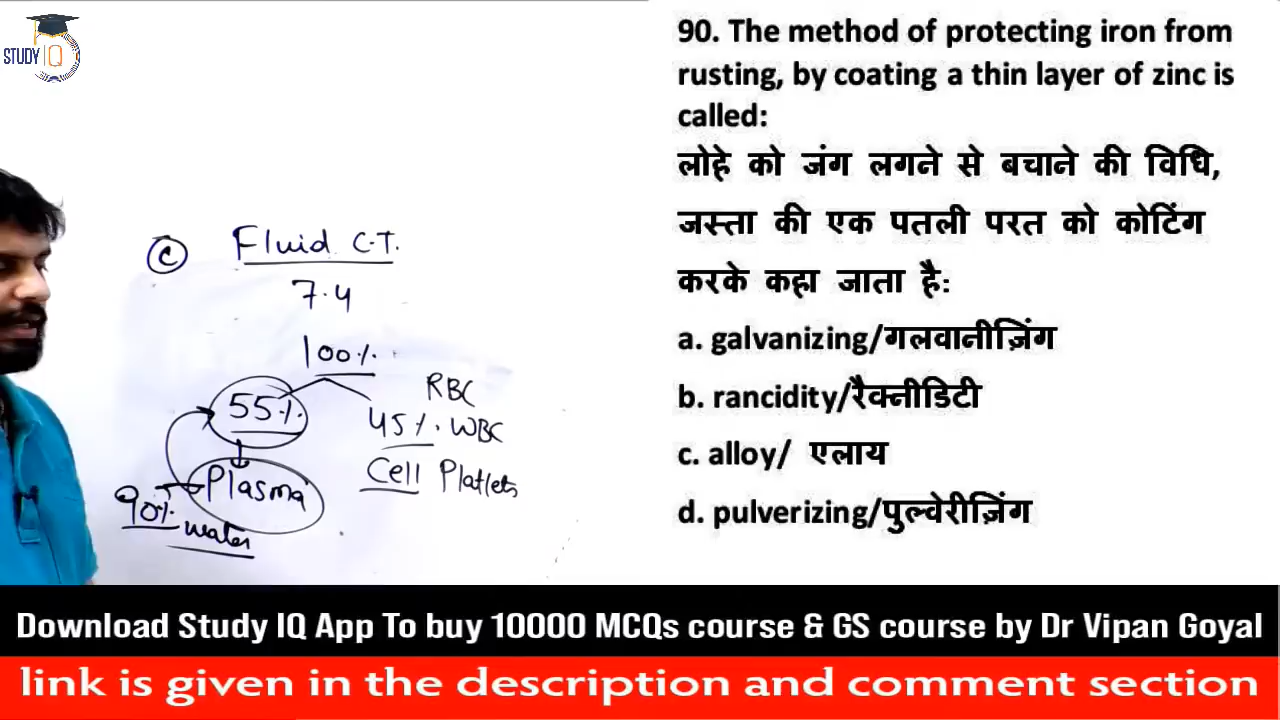 STUDY IQ
C Fluid C.T.
7.4
100%
55%
45%
RBC
WBC
Plasma
Cell Platlets
90%
water
90. The method of protecting iron from
rusting, by coating a thin layer of zinc is
called:
लोहे को जंग लगने से बचाने की विधि,
जस्ता की एक पतली परत को कोटिंग
करके कहा जाता है:
a. galvanizing/गलवानीज़िंग
b. rancidity/रैक्नीडिटी
c. alloy/ एलाय
d. pulverizing/पुल्वेरीज़िंग
Download Study IQ App To buy 10000 MCQs course & GS course by Dr Vipan Goyal
link is given in the description and comment section